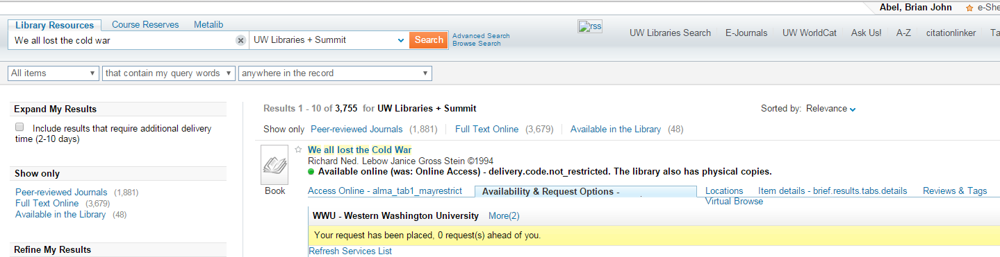 Abel, Brian John e-She
Library Resources Course Reserves Metalib
We all lost the cold war UW Libraries + Summit Search Advanced Search
Browse Search
rss UW Libraries Search E-Journals UW WorldCat Ask Us! A-Z citationlinker Ta
All items that contain my query words anywhere in the record
Expand My Results
Include results that require additional delivery
time (2-10 days)
Show only
Peer-reviewed Journals (1,881)
Full Text Online (3,679)
Available in the Library (48)
Refine My Results
Results 1 - 10 of 3,755 for UW Libraries + Summit Sorted by: Relevance
Show only Peer-reviewed Journals (1,881) Full Text Online (3,679) Available in the Library (48)
We all lost the Cold War
Richard Ned. Lebow Janice Gross Stein ©1994
Available online (was: Online Access) - delivery.code.not_restricted. The library also has physical copies.
Book
Access Online - alma_tab1_mayrestrict Availability & Request Options - Locations Item details - brief.results.tabs.details Reviews & Tags
Virtual Browse
WWU - Western Washington University More(2)
Your request has been placed, 0 request(s) ahead of you.
Refresh Services List